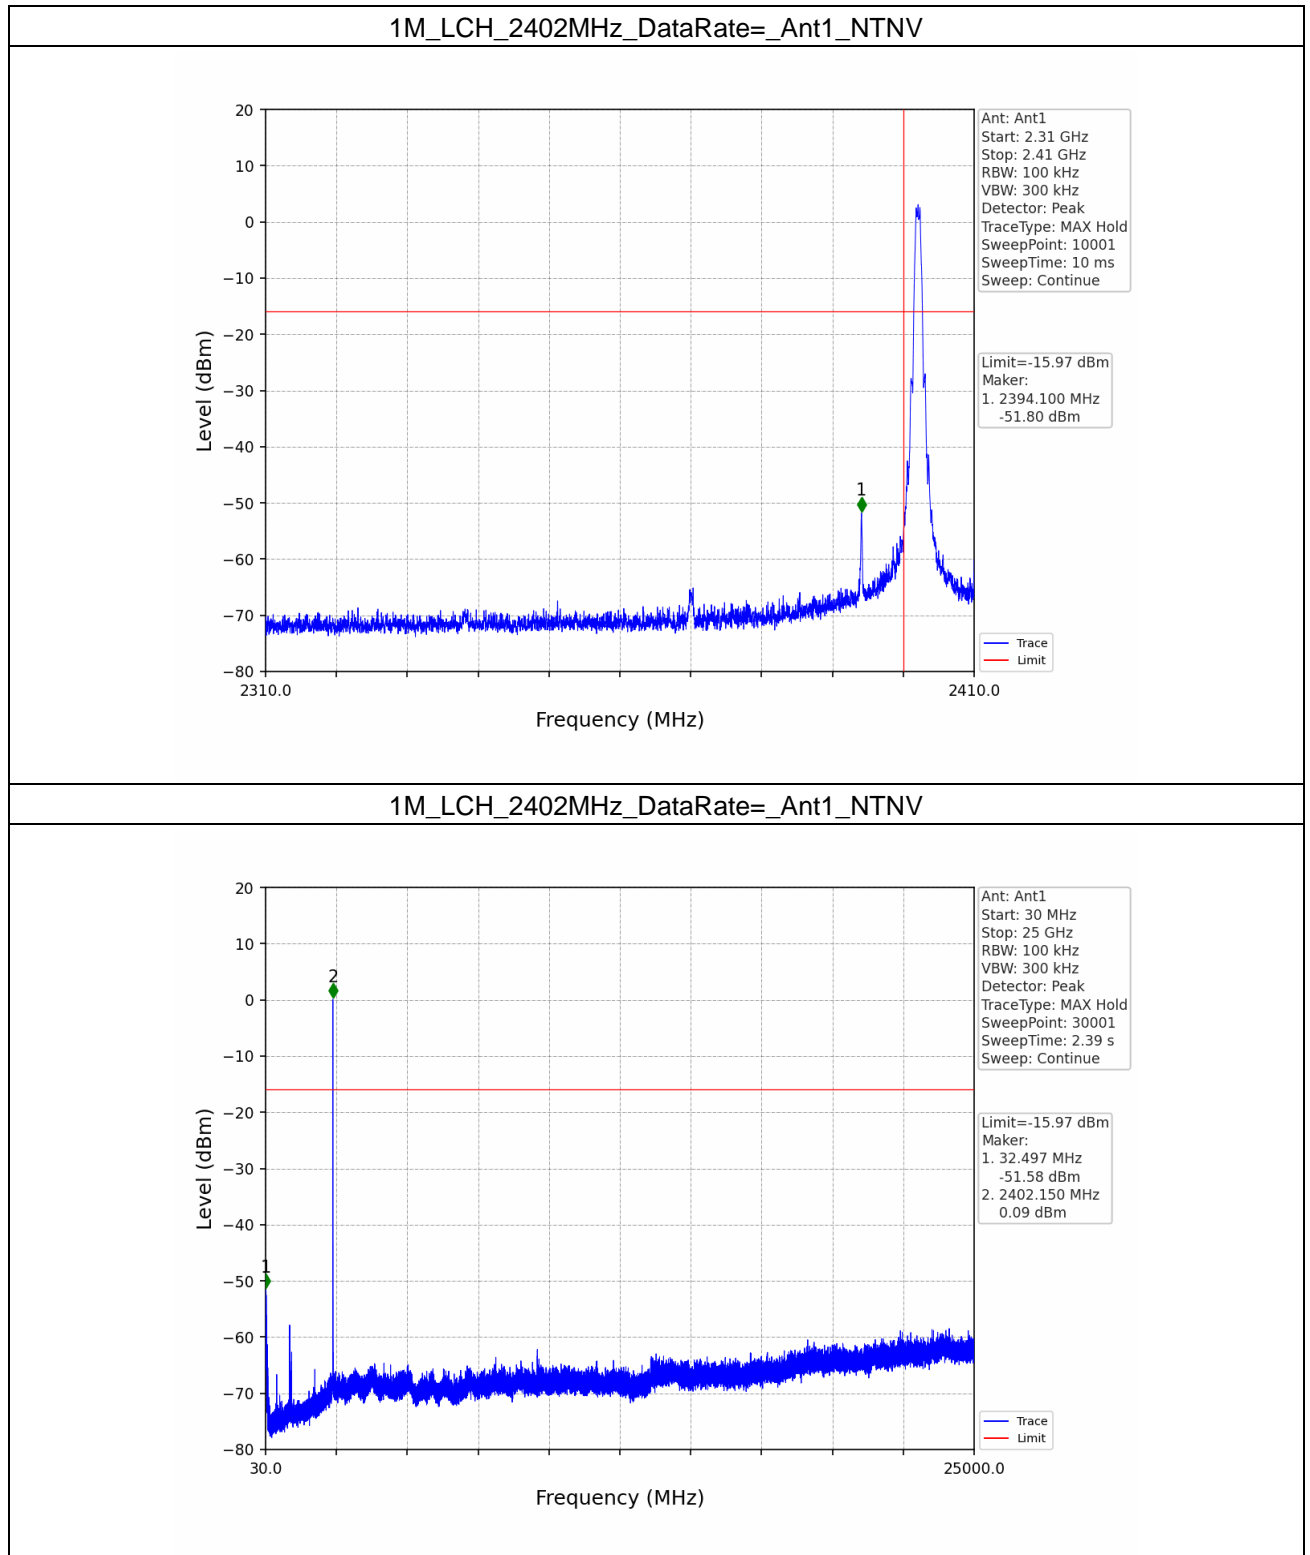 1M_LCH_2402MHz_DataRate=_Ant1_NTNV
20
10
0
−10
−20
−30
−40
−50
−60
−70
−80
Level (dBm)
1
2310.0
2410.0
Frequency (MHz)
Ant: Ant1
Start: 2.31 GHz
Stop: 2.41 GHz
RBW: 100 kHz
VBW: 300 kHz
Detector: Peak
TraceType: MAX Hold
SweepPoint: 10001
SweepTime: 10 ms
Sweep: Continue
Limit=-15.97 dBm
Maker:
1. 2394.100 MHz
-51.80 dBm
Trace
Limit
1M_LCH_2402MHz_DataRate=_Ant1_NTNV
20
10
0
−10
−20
−30
−40
−50
−60
−70
−80
Level (dBm)
1
2
30.0
25000.0
Frequency (MHz)
Ant: Ant1
Start: 30 MHz
Stop: 25 GHz
RBW: 100 kHz
VBW: 300 kHz
Detector: Peak
TraceType: MAX Hold
SweepPoint: 30001
SweepTime: 2.39 s
Sweep: Continue
Limit=-15.97 dBm
Maker:
1. 32.497 MHz
-51.58 dBm
2. 2402.150 MHz
0.09 dBm
Trace
Limit